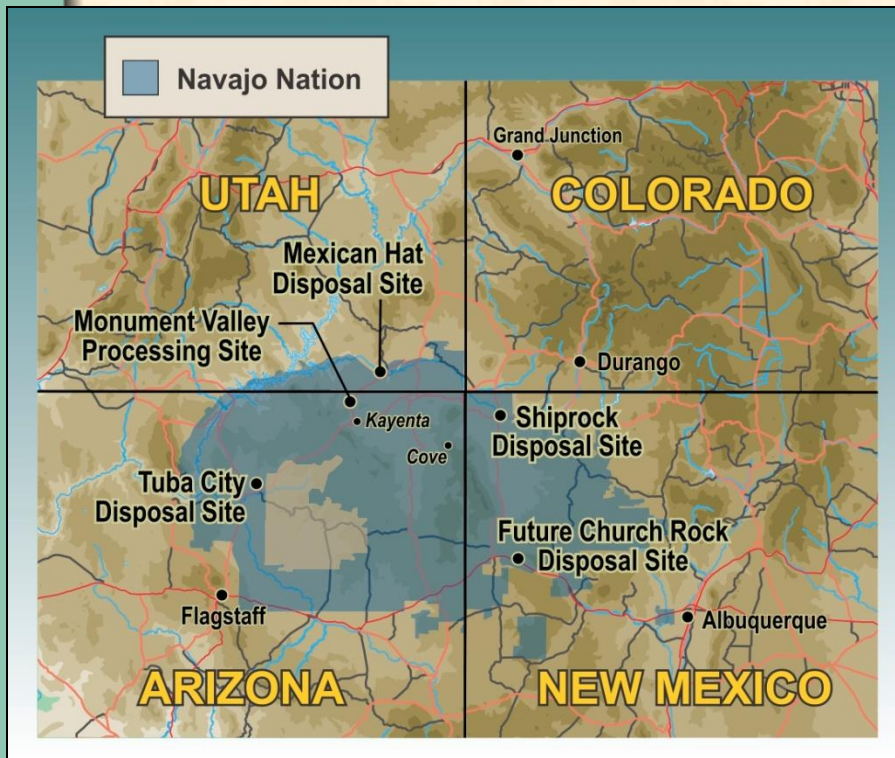 Navajo Nation
Grand Junction
UTAH
COLORADO
Mexican Hat
Disposal Site
Monument Valley
Processing Site
Durango
Kayenta
Shiprock
Disposal Site
Cove
Tuba City
Disposal Site
Future Church Rock
Disposal Site
Flagstaff
Albuquerque
ARIZONA
NEW MEXICO